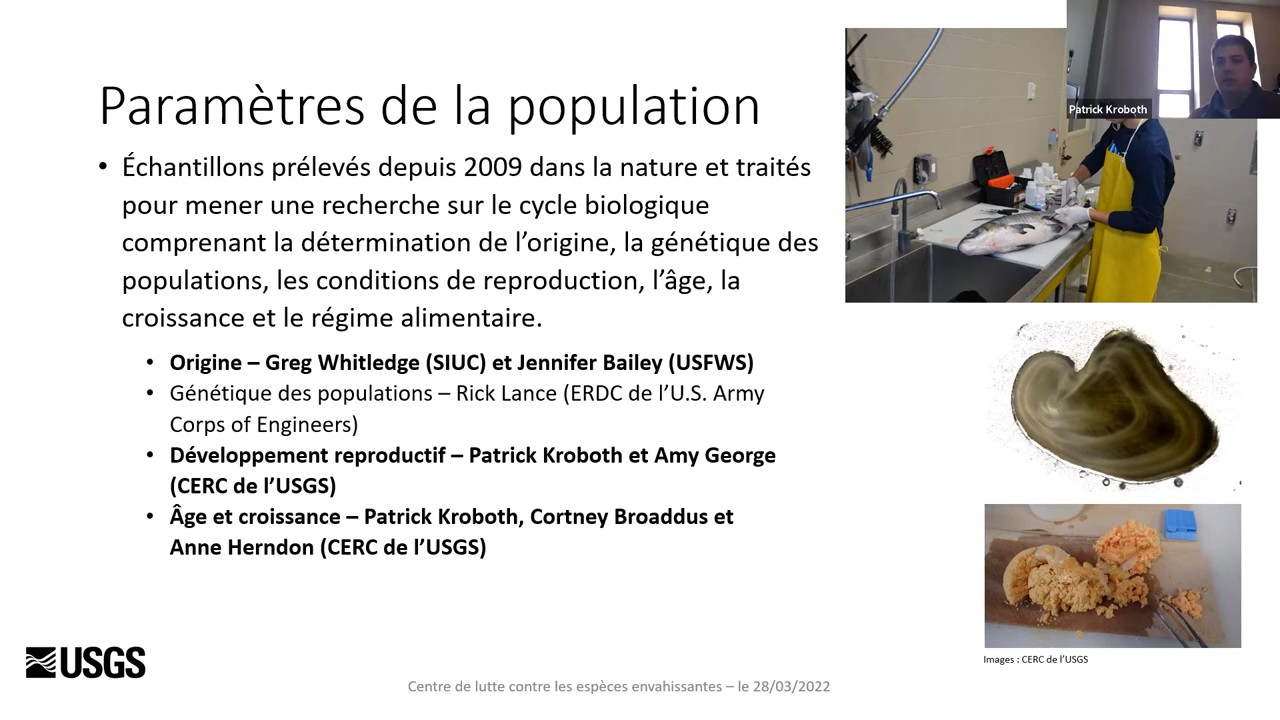 Patrick Kroboth
Paramètres de la population
• Échantillons prélevés depuis 2009 dans la nature et traités
pour mener une recherche sur le cycle biologique
comprenant la détermination de l’origine, la génétique des
populations, les conditions de reproduction, l’âge, la
croissance et le régime alimentaire.
• Origine – Greg Whitledge (SIUC) et Jennifer Bailey (USFWS)
• Génétique des populations – Rick Lance (ERDC de l’U.S. Army
Corps of Engineers)
• Développement reproductif – Patrick Kroboth et Amy George
(CERC de l’USGS)
• Âge et croissance – Patrick Kroboth, Cortney Broaddus et
Anne Herndon (CERC de l’USGS)
Images : CERC de l’USGS
USGS
Centre de lutte contre les espèces envahissantes – le 28/03/2022